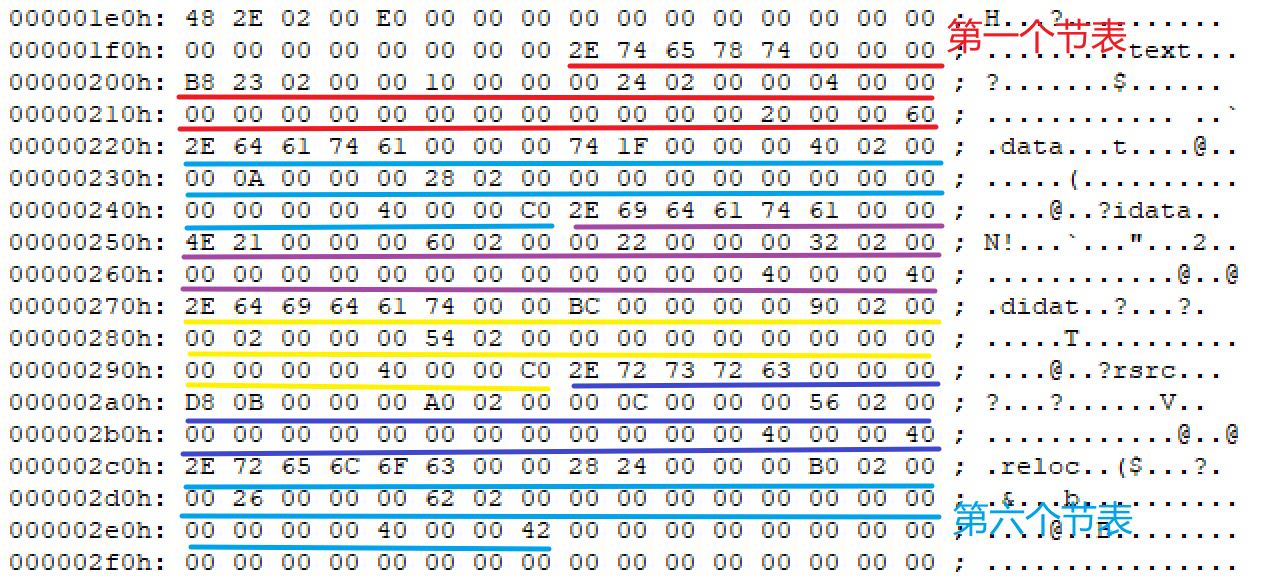 000001e0h: 48 2E 02 00 E0 00 00 00 00 00 00 00 00 00 00 00 ; H...?...........
第一个节表
000001f0h: 00 00 00 00 00 00 00 00 2E 74 65 78 74 00 00 00 ; .........text...
00000200h: B8 23 02 00 00 10 00 00 00 24 02 00 00 04 00 00 ; ?.......$......
00000210h: 00 00 00 00 00 00 00 00 00 00 00 00 20 00 00 60 ; ............ ..`
00000220h: 2E 64 61 74 61 00 00 00 74 1F 00 00 00 40 02 00 ; .data...t....@..
00000230h: 00 0A 00 00 00 28 02 00 00 00 00 00 00 00 00 00 ; .....(..........
00000240h: 00 00 00 00 40 00 00 C0 2E 69 64 61 74 61 00 00 ; ....@..?idata..
00000250h: 4E 21 00 00 00 60 02 00 00 22 00 00 00 32 02 00 ; N!...`..."...2..
00000260h: 00 00 00 00 00 00 00 00 00 00 00 00 40 00 00 40 ; ............@..@
00000270h: 2E 64 69 64 61 74 00 00 BC 00 00 00 00 90 02 00 ; .didat..?...?.
00000280h: 00 02 00 00 00 54 02 00 00 00 00 00 00 00 00 00 ; .....T..........
00000290h: 00 00 00 00 40 00 00 C0 2E 72 73 72 63 00 00 00 ; ....@..?rsrc...
000002a0h: D8 0B 00 00 00 A0 02 00 00 0C 00 00 00 56 02 00 ; ?...?......V..
000002b0h: 00 00 00 00 00 00 00 00 00 00 00 00 40 00 00 40 ; ............@..@
000002c0h: 2E 72 65 6C 6F 63 00 00 28 24 00 00 00 B0 02 00 ; .reloc..($...?.
000002d0h: 00 26 00 00 00 62 02 00 00 00 00 00 00 00 00 00 ; .&...b..........
第六个节表
000002e0h: 00 00 00 00 40 00 00 42 00 00 00 00 00 00 00 00 ; ....@..B........
000002f0h: 00 00 00 00 00 00 00 00 00 00 00 00 00 00 00 00 ; ................